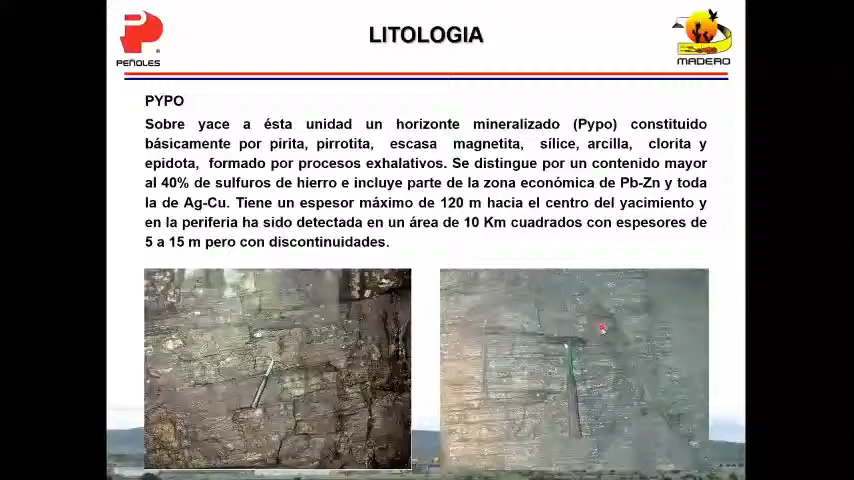 LITOLOGIA
PEÑOLES
MADERO
PYPO
Sobre yace a ésta unidad un horizonte mineralizado (Pypo) constituido
básicamente por pirita, pirrotita, escasa magnetita, sílice, arcilla, clorita y
epidota, formado por procesos exhalativos. Se distingue por un contenido mayor
al 40% de sulfuros de hierro e incluye parte de la zona económica de Pb-Zn y toda
la de Ag-Cu. Tiene un espesor máximo de 120 m hacia el centro del yacimiento y
en la periferia ha sido detectada en un área de 10 Km cuadrados con espesores de
5 a 15 m pero con discontinuidades.